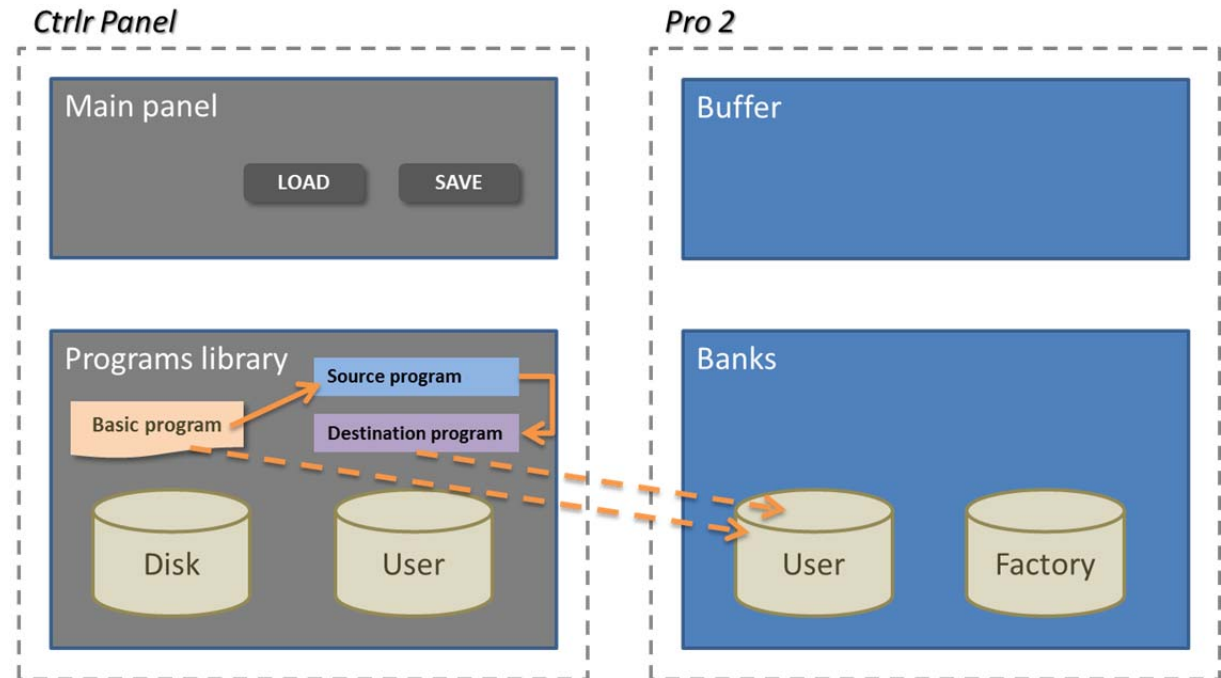 Ctrlr Panel
Main panel
LOAD
SAVE
Programs library
Source program
Basic program
Destination program
Disk
User
Pro 2
Buffer
Banks
User
Factory